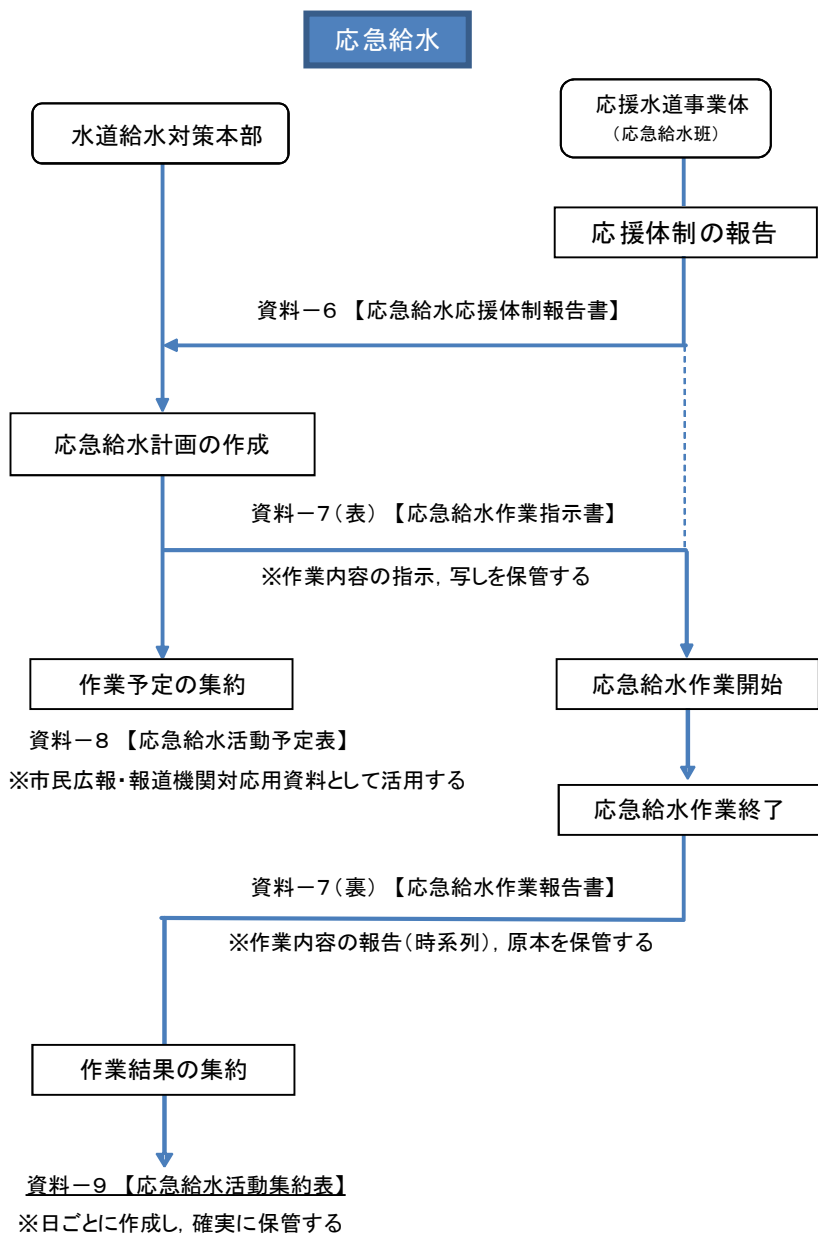 応急給水
水道給水対策本部
応援水道事業体
（応急給水班）
応援体制の報告
資料－６ 【応急給水応援体制報告書】
応急給水計画の作成
資料－７（表） 【応急給水作業指示書】
※作業内容の指示，写しを保管する
作業予定の集約
応急給水作業開始
資料－８ 【応急給水活動予定表】
※市民広報・報道機関対応用資料として活用する
応急給水作業終了
資料－７（裏） 【応急給水作業報告書】
※作業内容の報告（時系列），原本を保管する
作業結果の集約
資料－９ 【応急給水活動集約表】
※日ごとに作成し，確実に保管する